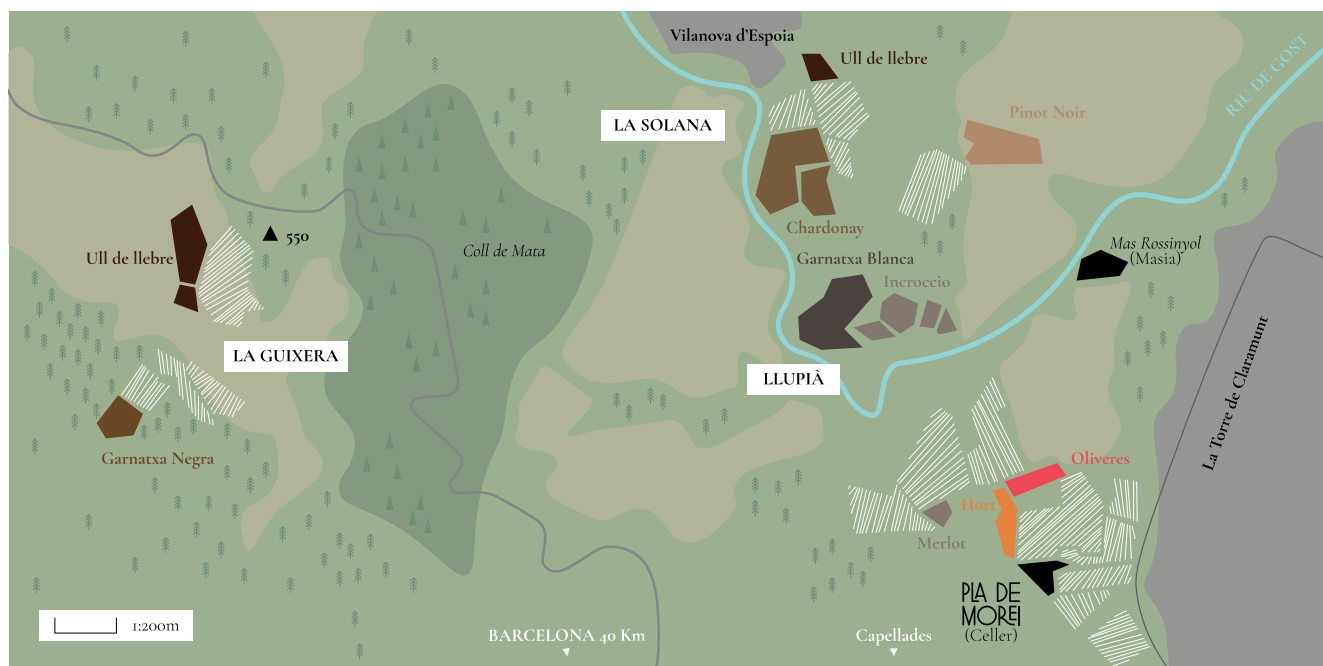 Vilanova d'Espoia
Ull de llebre
RIU DE GOST
LA SOLANA
Pinot Noir
Chardonay
550
Ull de llebre
Coll de Mata
Mas Rossinyol
(Masia)
Garnatxa Blanca
Incroccio
LA GUIXERA
LLUPIÀ
La Torre de Claramunt
Garnatxa Negra
Oliveres
Hort
Merlot
PLA DE
MOREI
(Celler)
1:200m
BARCELONA 40 Km
Capellades